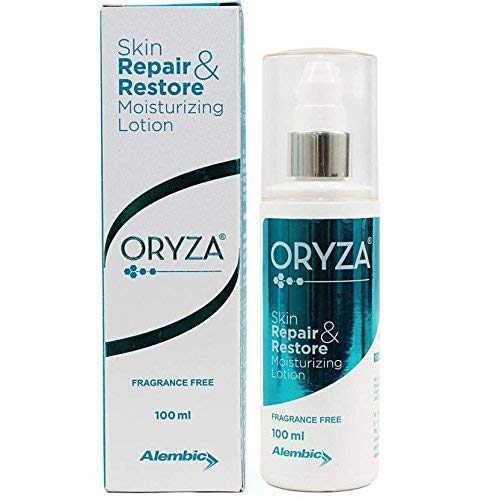 Skin
Repair &
Restore
Moisturizing
Lotion
ORYZA®
FRAGRANCE FREE
100 ml
Alembic
ORYZA®
Skin
Repair &
Restore
Moisturizing
Lotion
FRAGRANCE FREE
100 ml
Alembic